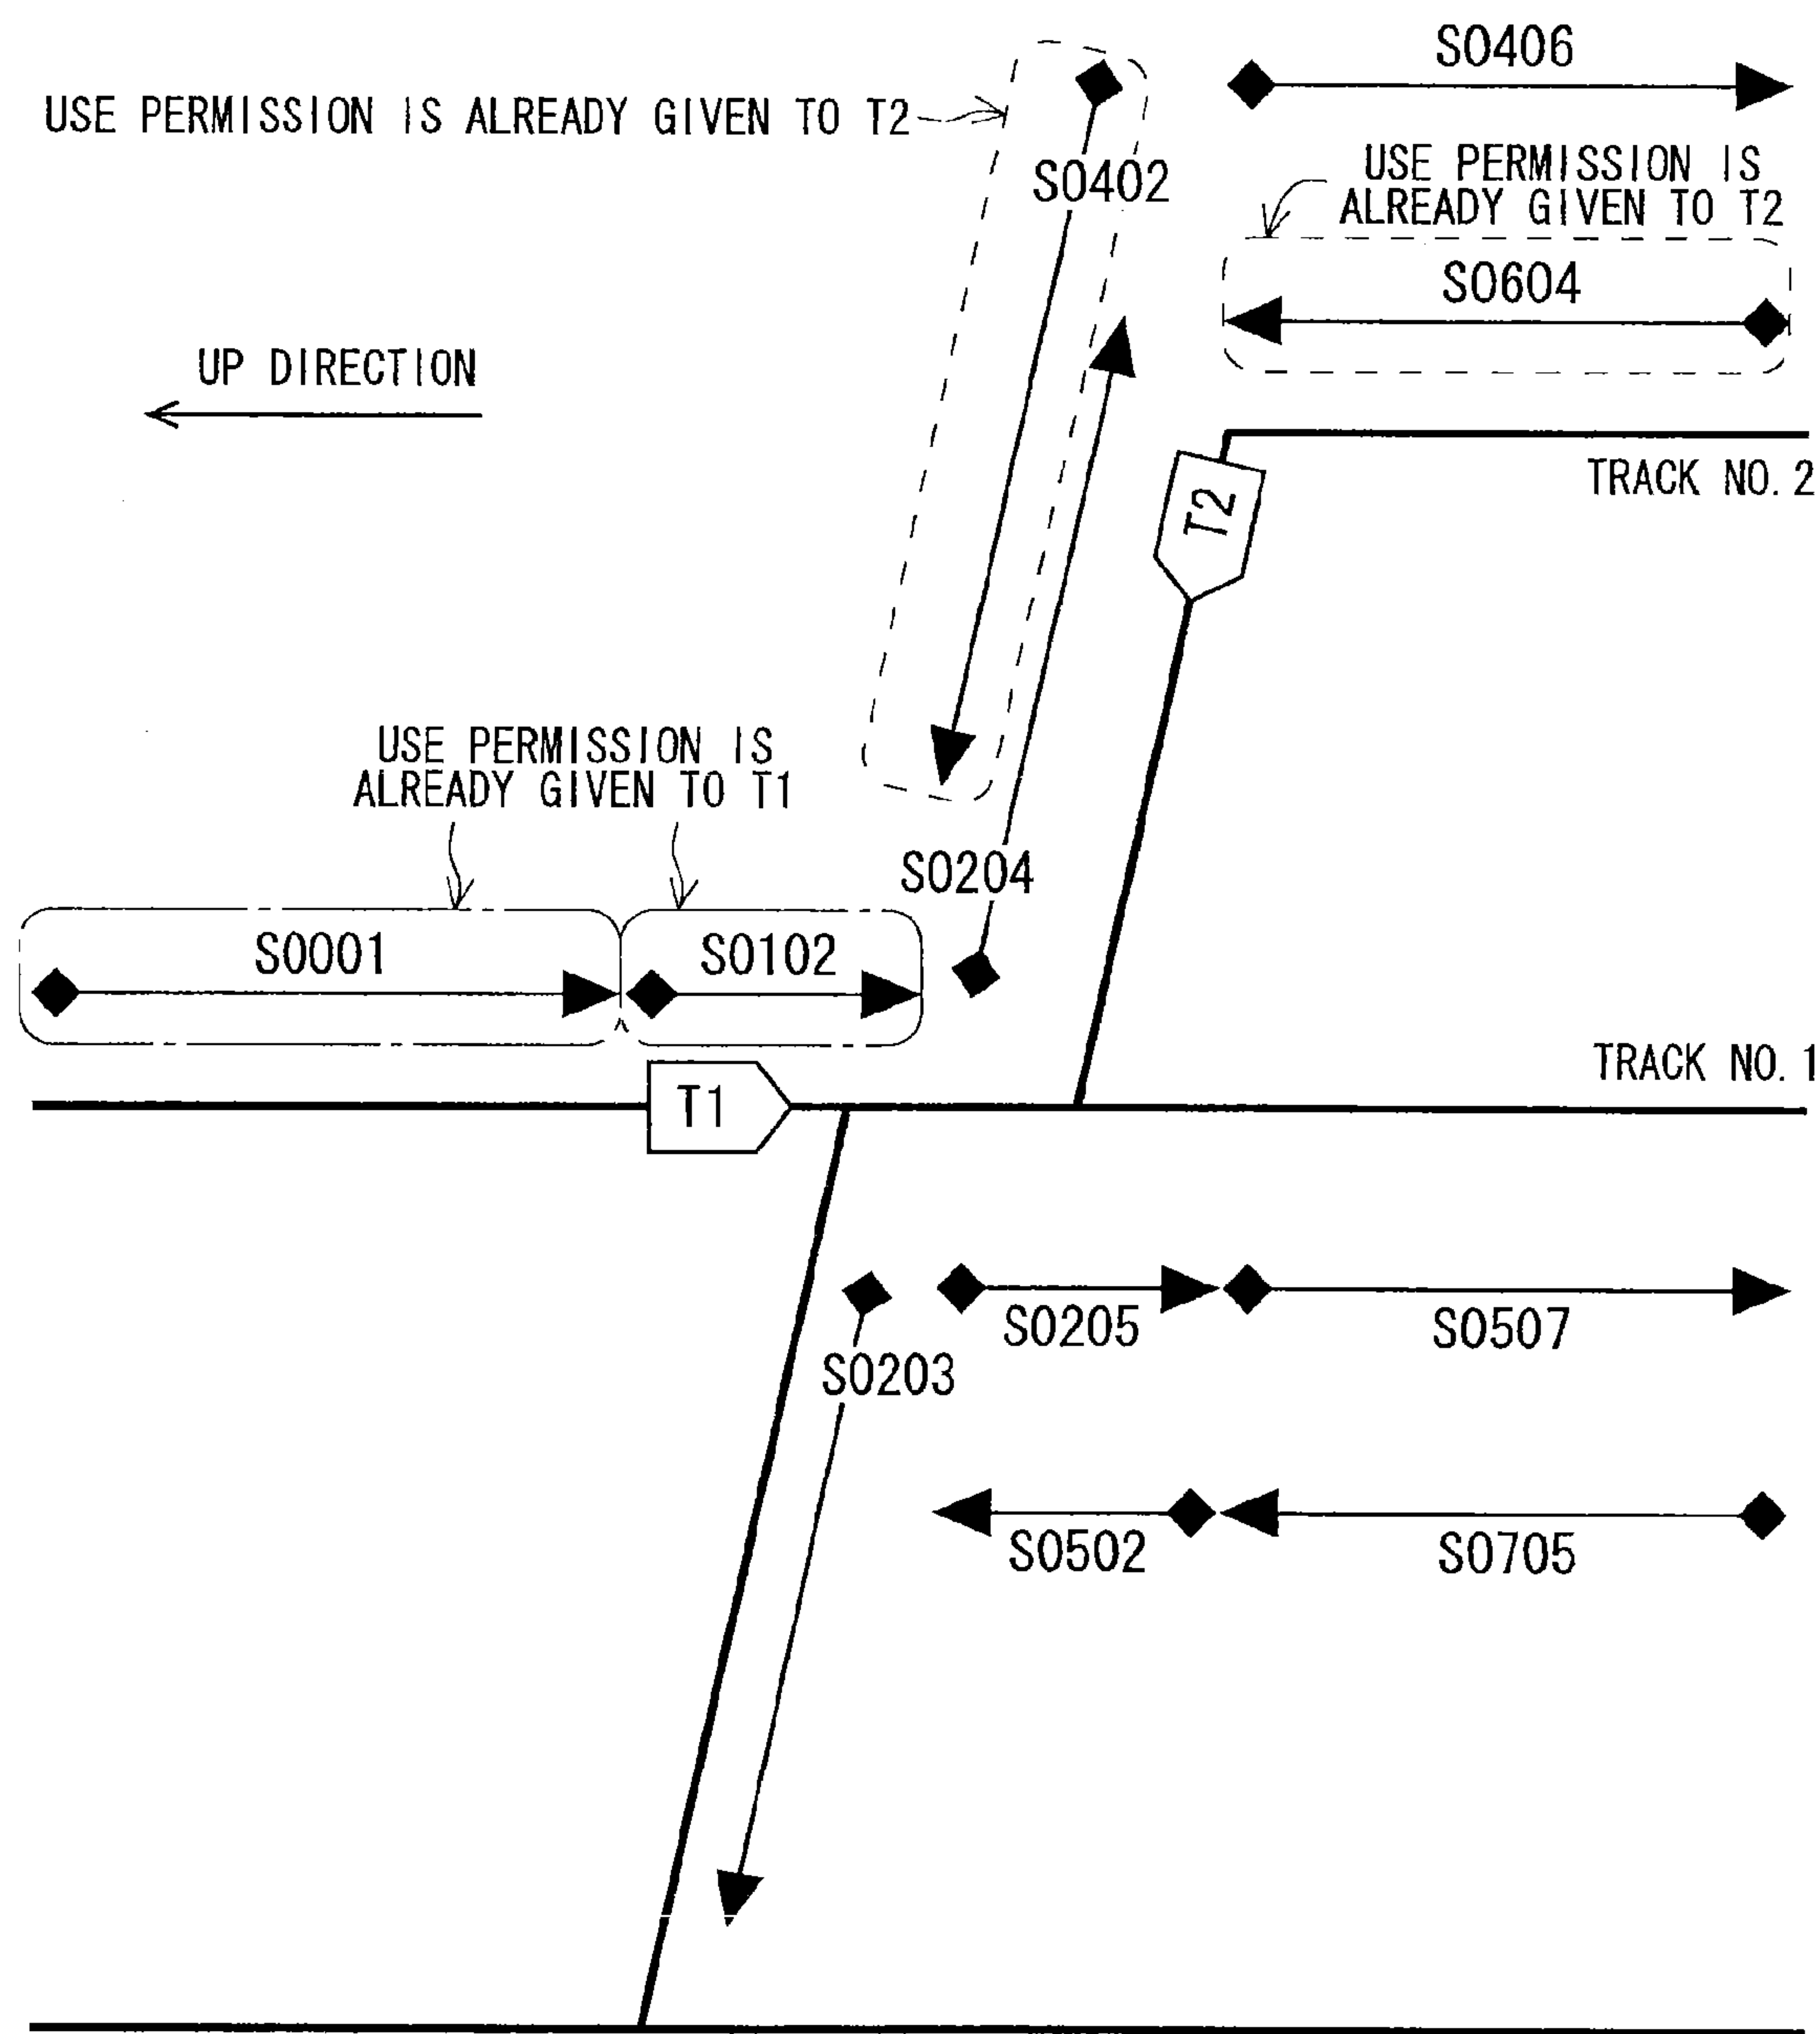 S0406
USE PERMISSION IS ALREADY GIVEN TO T2
S0402
USE PERMISSION IS
ALREADY GIVEN TO T2
S0604
UP DIRECTION
TRACK NO. 2
T2
USE PERMISSION IS
ALREADY GIVEN TO T1
S0204
S0001
S0102
TRACK NO. 1
T1
S0205
S0507
S0203
S0502
S0705